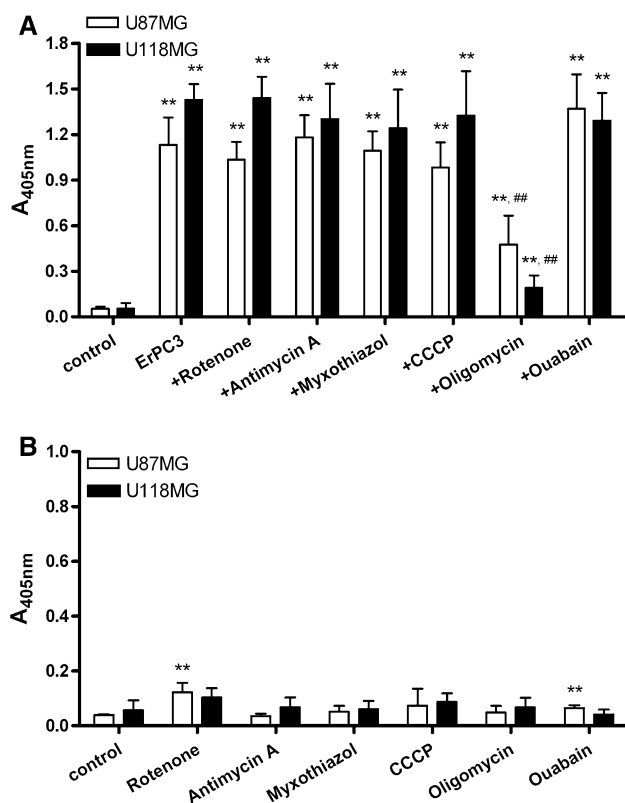 A
U87MG
U118MG
1.8
** ** ** ** ** ** ** ** ** ** ** **
1.5
1.2
0.9
0.6
**, ##
0.3
**, ##
0.0
A405nm
control
ErPC3
+Rotenone
+Antimycin A
+Myxothiazol
+CCCP
+Oligomycin
+Ouabain
B
U87MG
U118MG
1.0
0.8
0.6
0.4
0.2
0.0
** **
A405nm
control
Rotenone
Antimycin A
Myxothiazol
CCCP
Oligomycin
Ouabain